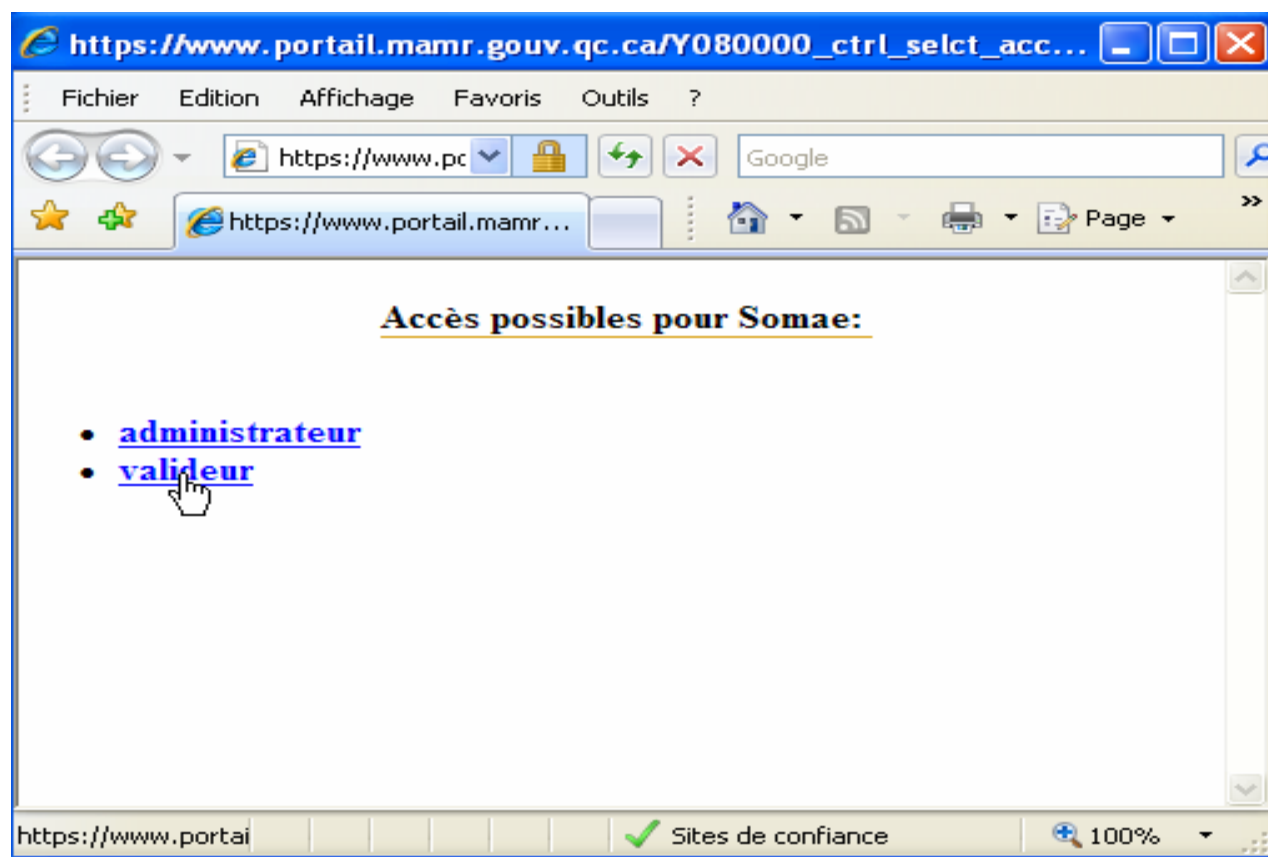 https://www.portail.mamr.gouv.qc.ca/Y080000_ctrl_selct_acc...
Fichier Edition Affichage Favoris Outils ?
https://www.pc Google
https://www.portail.mamr... Page »
Accès possibles pour Somae:
• administrateur
• valideur
https://www.portai Sites de confiance 100%